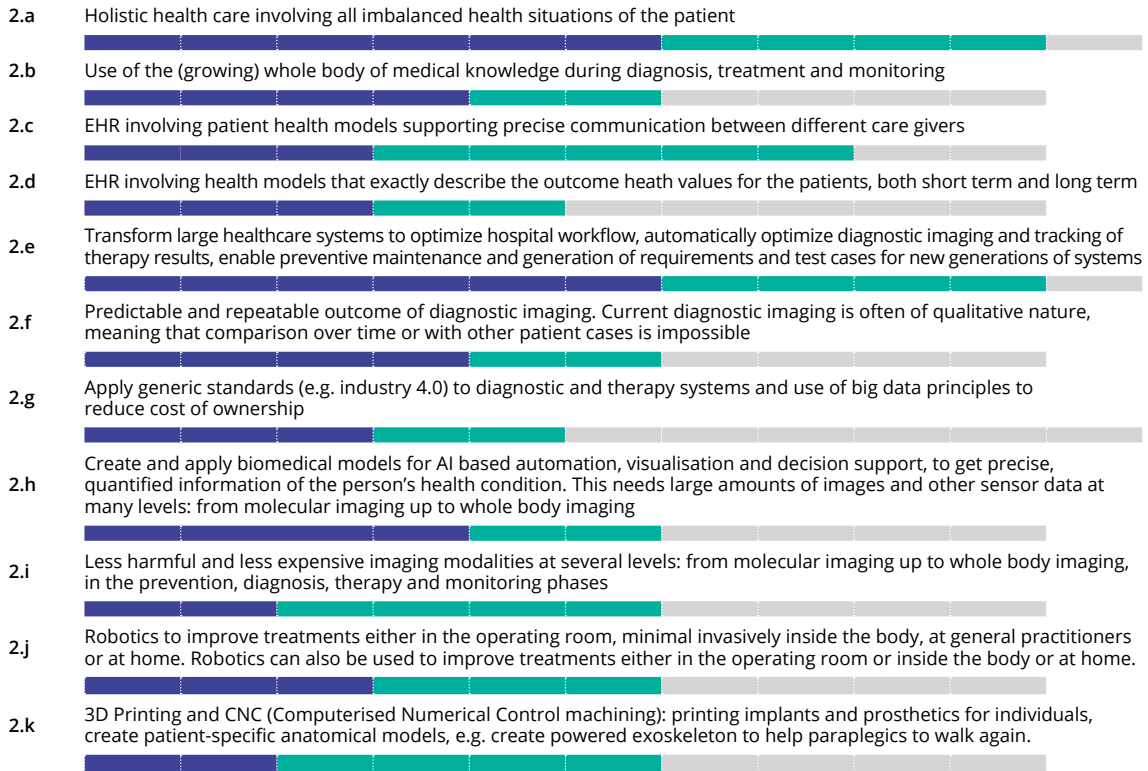 2.a Holistic health care involving all imbalanced health situations of the patient
2.b Use of the (growing) whole body of medical knowledge during diagnosis, treatment and monitoring
2.c EHR involving patient health models supporting precise communication between different care givers
2.d EHR involving health models that exactly describe the outcome heath values for the patients, both short term and long term
2.e Transform large healthcare systems to optimize hospital workflow, automatically optimize diagnostic imaging and tracking of
therapy results, enable preventive maintenance and generation of requirements and test cases for new generations of systems
2.f Predictable and repeatable outcome of diagnostic imaging. Current diagnostic imaging is often of qualitative nature,
meaning that comparison over time or with other patient cases is impossible
2.g Apply generic standards (e.g. industry 4.0) to diagnostic and therapy systems and use of big data principles to
reduce cost of ownership
2.h Create and apply biomedical models for AI based automation, visualisation and decision support, to get precise,
quantified information of the person’s health condition. This needs large amounts of images and other sensor data at
many levels: from molecular imaging up to whole body imaging
2.i Less harmful and less expensive imaging modalities at several levels: from molecular imaging up to whole body imaging,
in the prevention, diagnosis, therapy and monitoring phases
2.j Robotics to improve treatments either in the operating room, minimal invasively inside the body, at general practitioners
or at home. Robotics can also be used to improve treatments either in the operating room or inside the body or at home.
2.k 3D Printing and CNC (Computerised Numerical Control machining): printing implants and prosthetics for individuals,
create patient-specific anatomical models, e.g. create powered exoskeleton to help paraplegics to walk again.